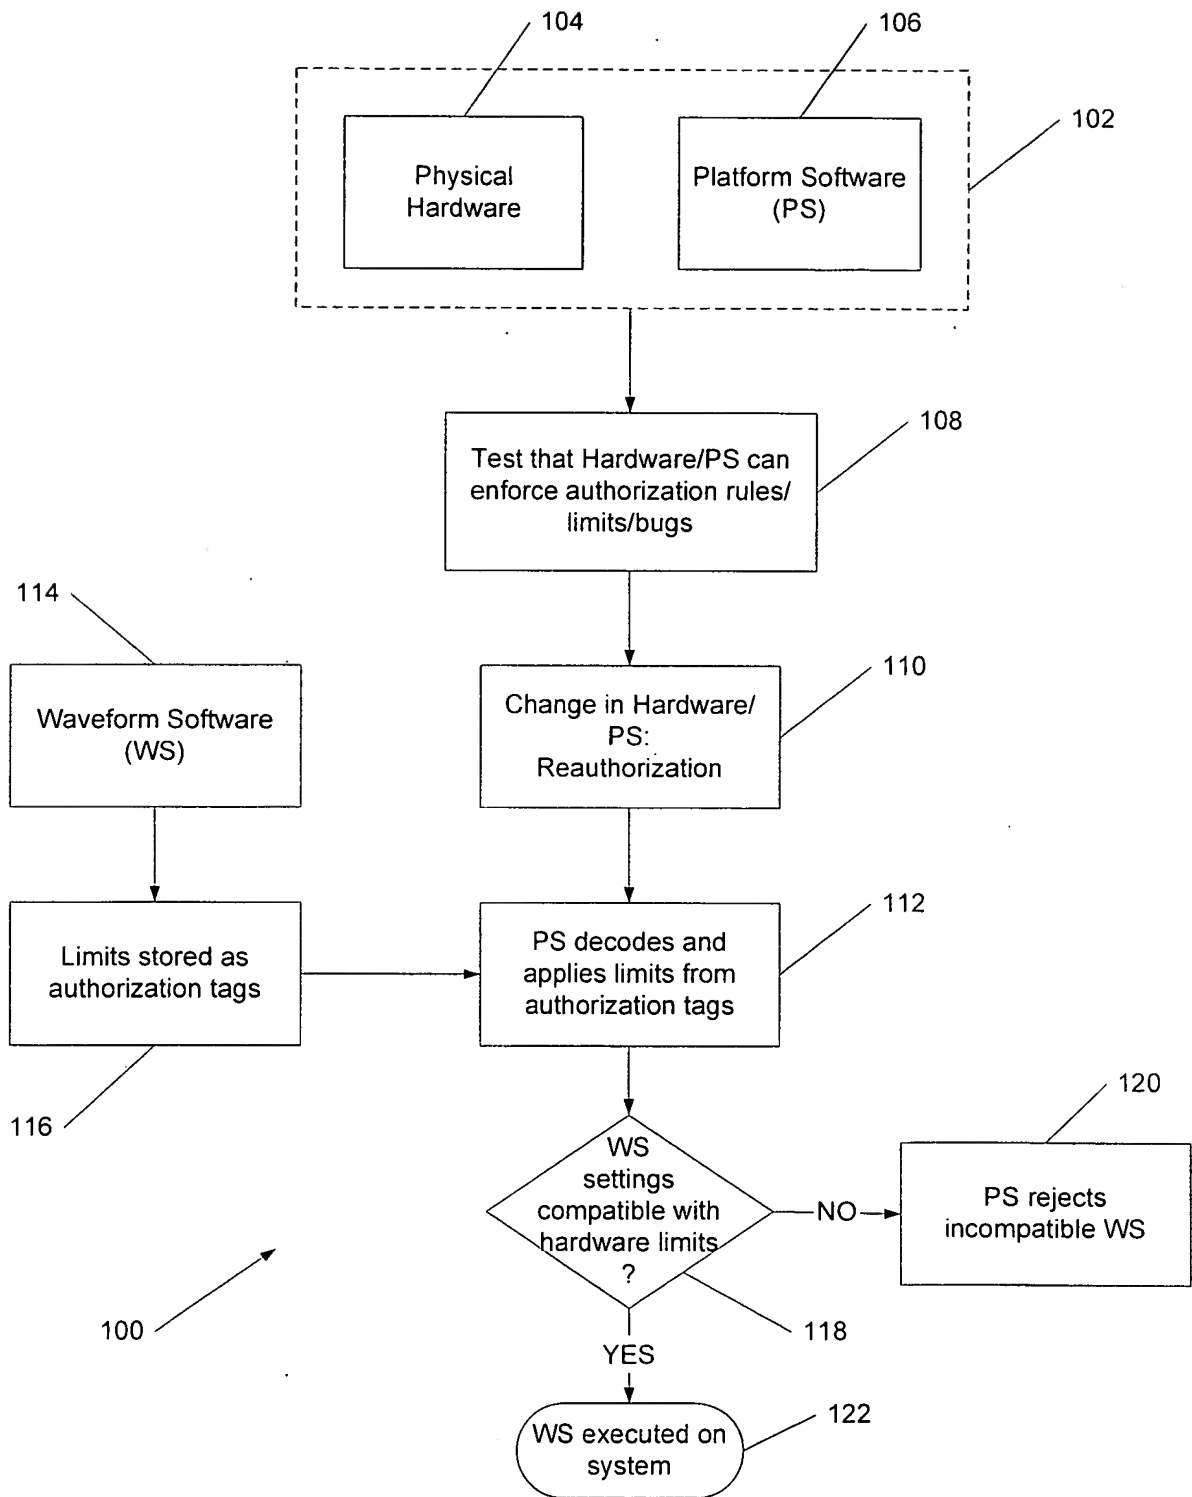 104
106
102
Physical
Hardware
Platform Software
(PS)
108
Test that Hardware/PS can
enforce authorization rules/
limits/bugs
114
110
Waveform Software
(WS)
Change in Hardware/
PS:
Reauthorization
112
Limits stored as
authorization tags
PS decodes and
applies limits from
authorization tags
116
120
WS
settings
compatible with
hardware limits
?
NO
PS rejects
incompatible WS
100
118
YES
122
WS executed on
system